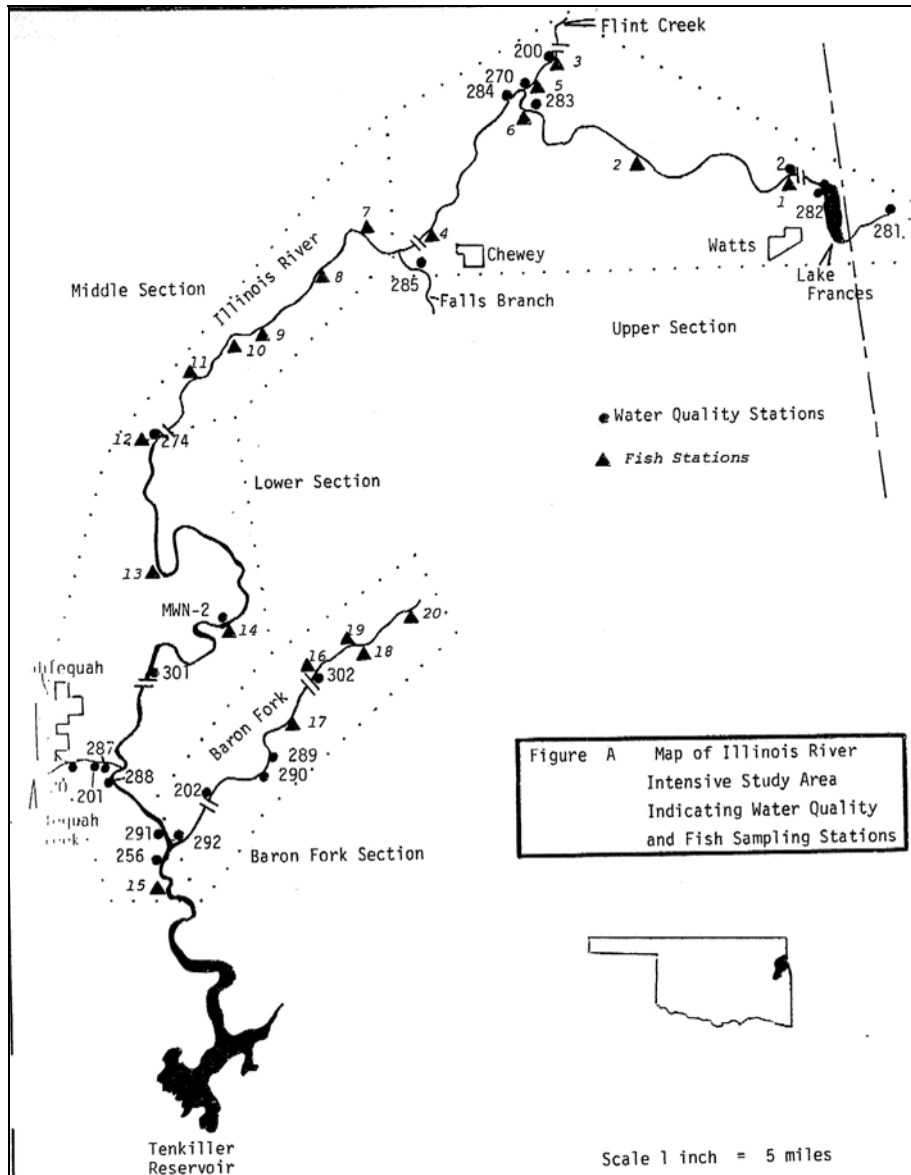 Flint Creek
200
3
270
5
284
283
6
2
2
1
282
281
7
4
Chewey
Watts
Lake
Frances
Illinois River
285
8
Falls Branch
Middle Section
Upper Section
9
10
11
Water Quality Stations
12
274
Fish Stations
Lower Section
13
MWN-2
14
20
19
18
16
301
302
Baron Fork
17
287
289
288
290
201
202
291
292
256
Baron Fork Section
15
Figure A Map of Illinois River
Intensive Study Area
Indicating Water Quality
and Fish Sampling Stations
Tenkiller
Reservoir
Scale 1 inch = 5 miles